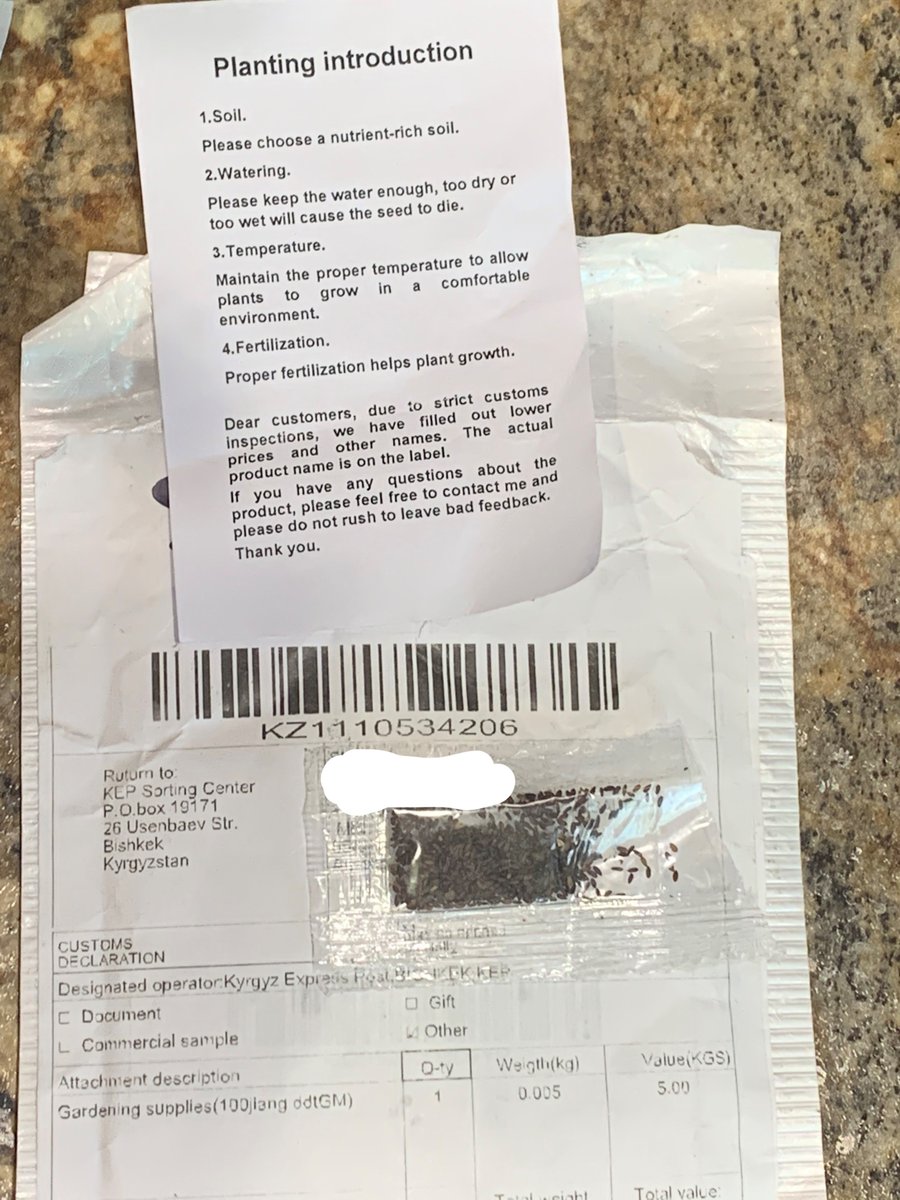 Planting introduction
1.Soil.
Please choose a nutrient-rich soil.
2.Watering.
Please keep the water enough, too dry or
too wet will cause the seed to die.
3.Temperature.
Maintain the proper temperature to allow
plants to grow in a comfortable
environment.
4.Fertilization.
Proper fertilization helps plant growth.
Dear customers, due to strict customs
inspections, we have filled out lower
prices and other names. The actual
product name is on the label.
If you have any questions about the
product, please feel free to contact me and
please do not rush to leave bad feedback.
Thank you.
KZ1110534206
Ruturn to:
KEP Sorting Center
P.O.box 19171
26 Usenbaev Str.
Bishkek
Kyrgyzstan
CUSTOMS
DECLARATION
Designated operator:Kyrgyz Express Post,
Document
Gift
Commercial sample
Other
Attachment description
Q-ty
Weigth(kg)
Value(KGS)
Gardening supplies(100jiang ddtGM)
1
0.005
5.00
Total weight
Total value: